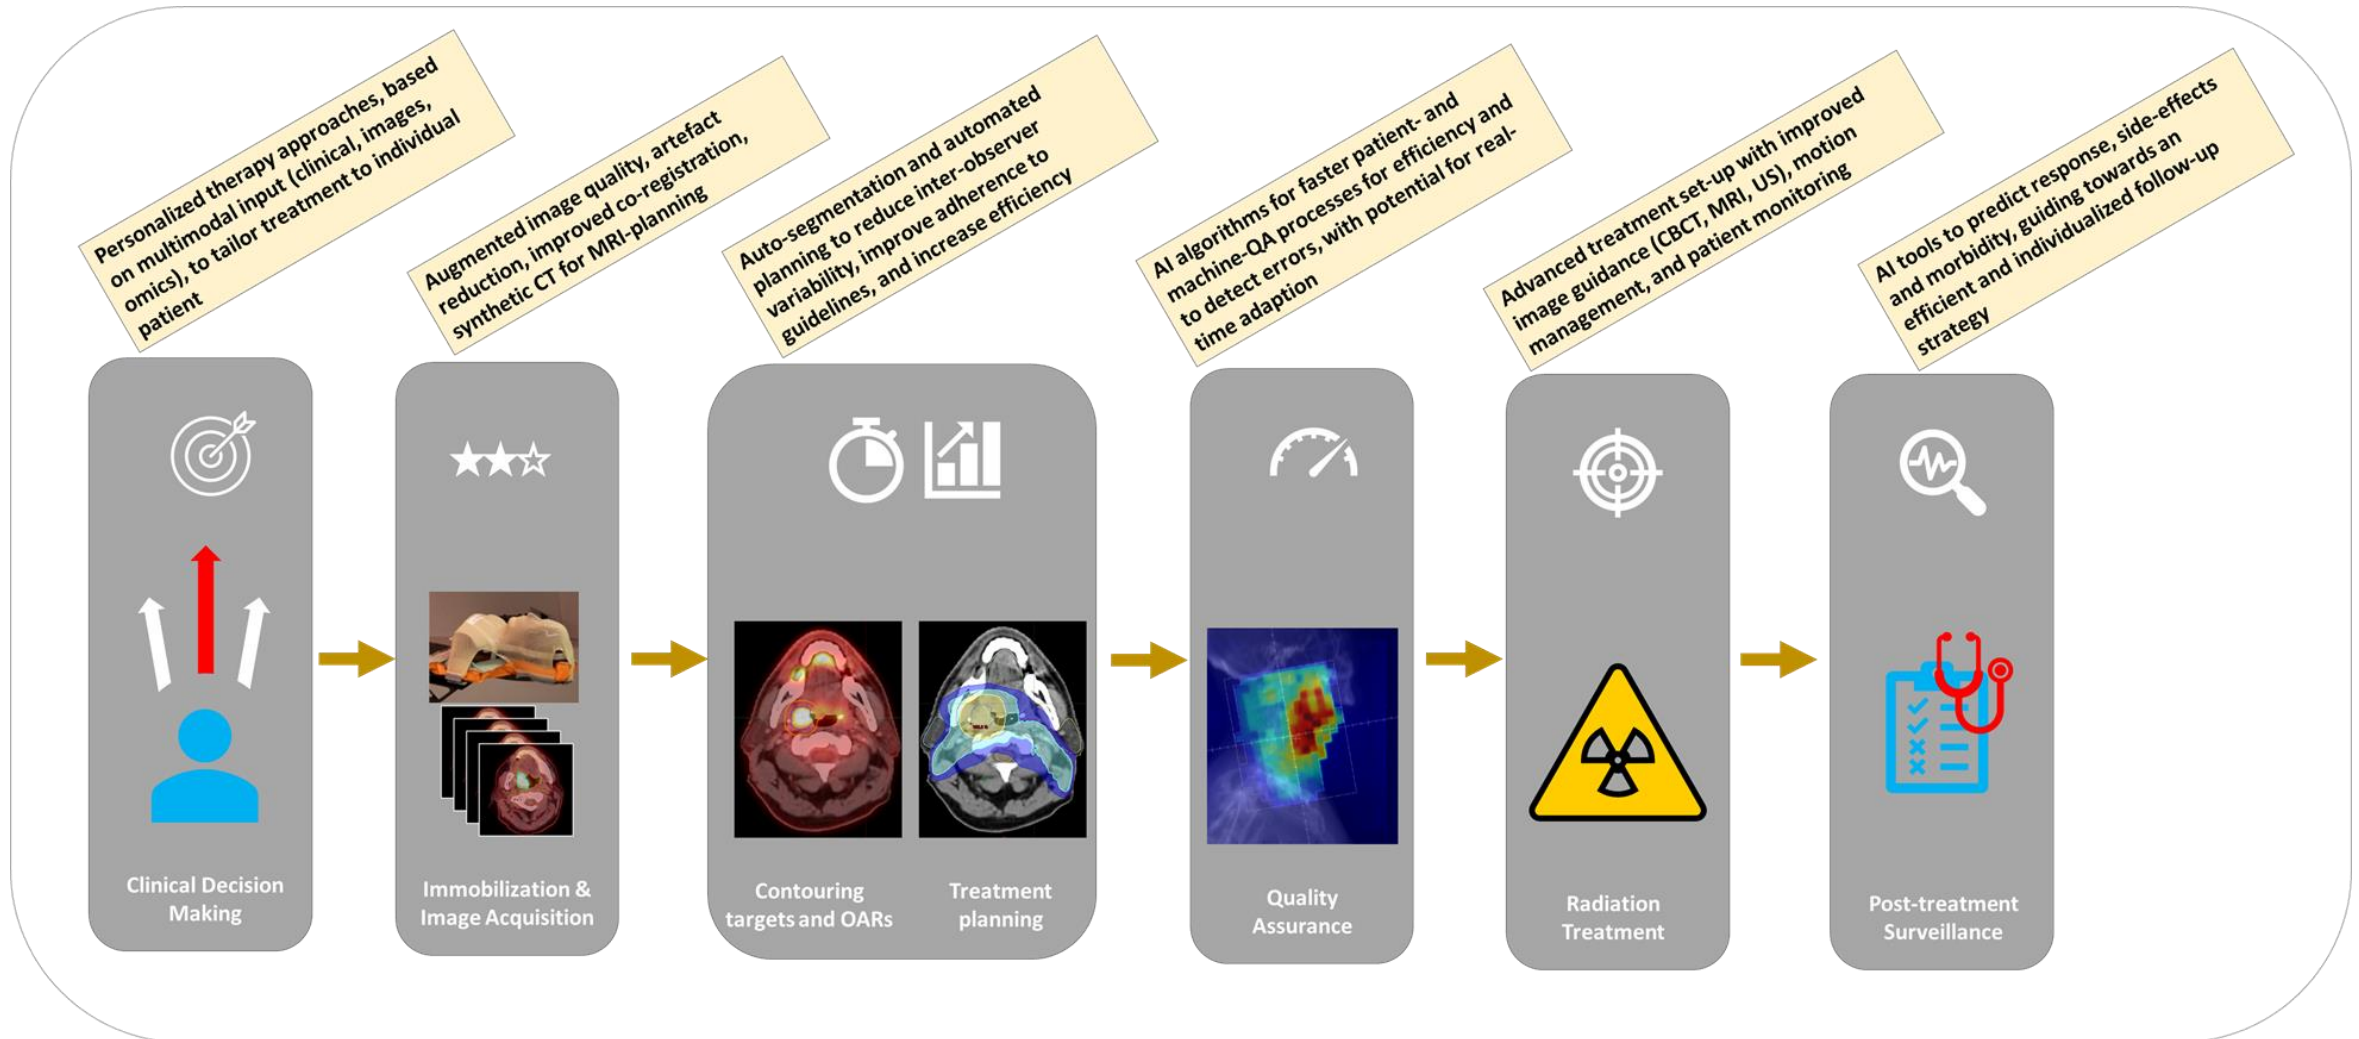 Personalized therapy approaches, based
on multimodal input (clinical, images,
omics), to tailor treatment to individual
patient
Augmented image quality, artefact
reduction, improved co-registration,
synthetic CT for MRI-planning
Auto-segmentation and automated
planning to reduce inter-observer
variability, improve adherence to
guidelines, and increase efficiency
AI algorithms for faster patient- and
machine-QA processes for efficiency and
to detect errors, with potential for real-
time adaption
Advanced treatment set-up with improved
image guidance (CBCT, MRI, US), motion
management, and patient monitoring
AI tools to predict response, side-effects
and morbidity, guiding towards an
efficient and individualized follow-up
strategy
Clinical Decision
Making
Immobilization &
Image Acquisition
Contouring
targets and OARs
Treatment
planning
Quality
Assurance
Radiation
Treatment
Post-treatment
Surveillance